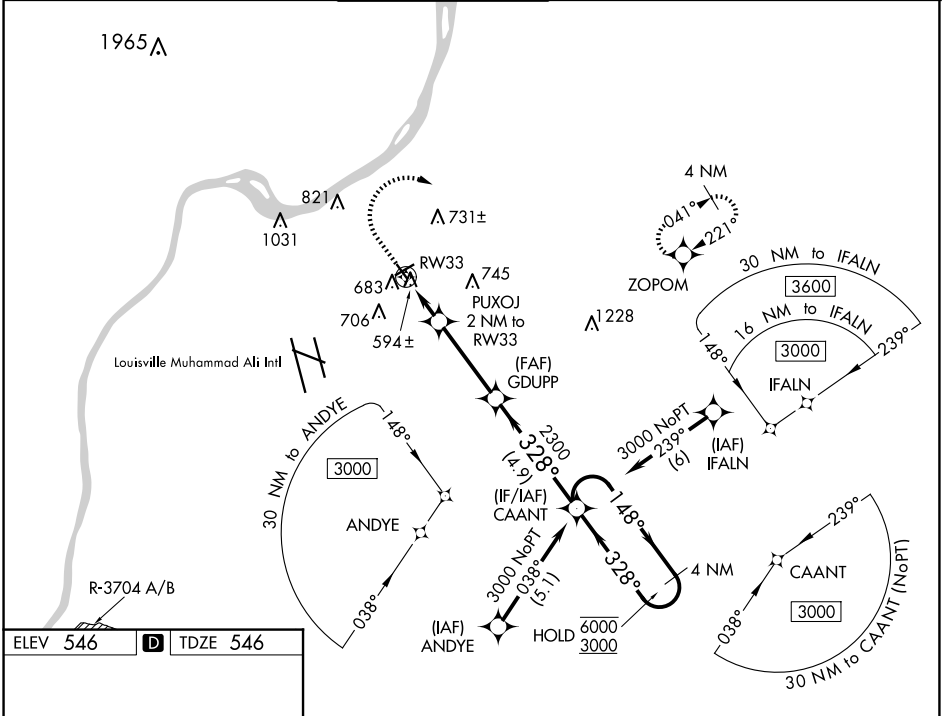 1965
821
1031
731±
RW33
683
745
706
594±
PUXOJ
2 NM to
RW33
4 NM
041°
221°
ZOPOM
1228
30 NM to IFALN
3600
16 NM to IFALN
3000
148°
239°
IFALN
Louisville Muhammad Ali Intl
(FAF)
GDUPP
2300
328°
(4.9)
3000 NoPT
239°
(6)
(IAF)
IFALN
30 NM to ANDYE
148°
3000
ANDYE
038°
(IF/IAF)
CAANT
148°
328°
4 NM
3000 NoPT
038°
(5.1)
(IAF)
ANDYE
HOLD
6000
3000
239°
CAANT
038°
3000
30 NM to CAANT (NoPT)
R-3704 A/B
ELEV 546 D TDZE 546